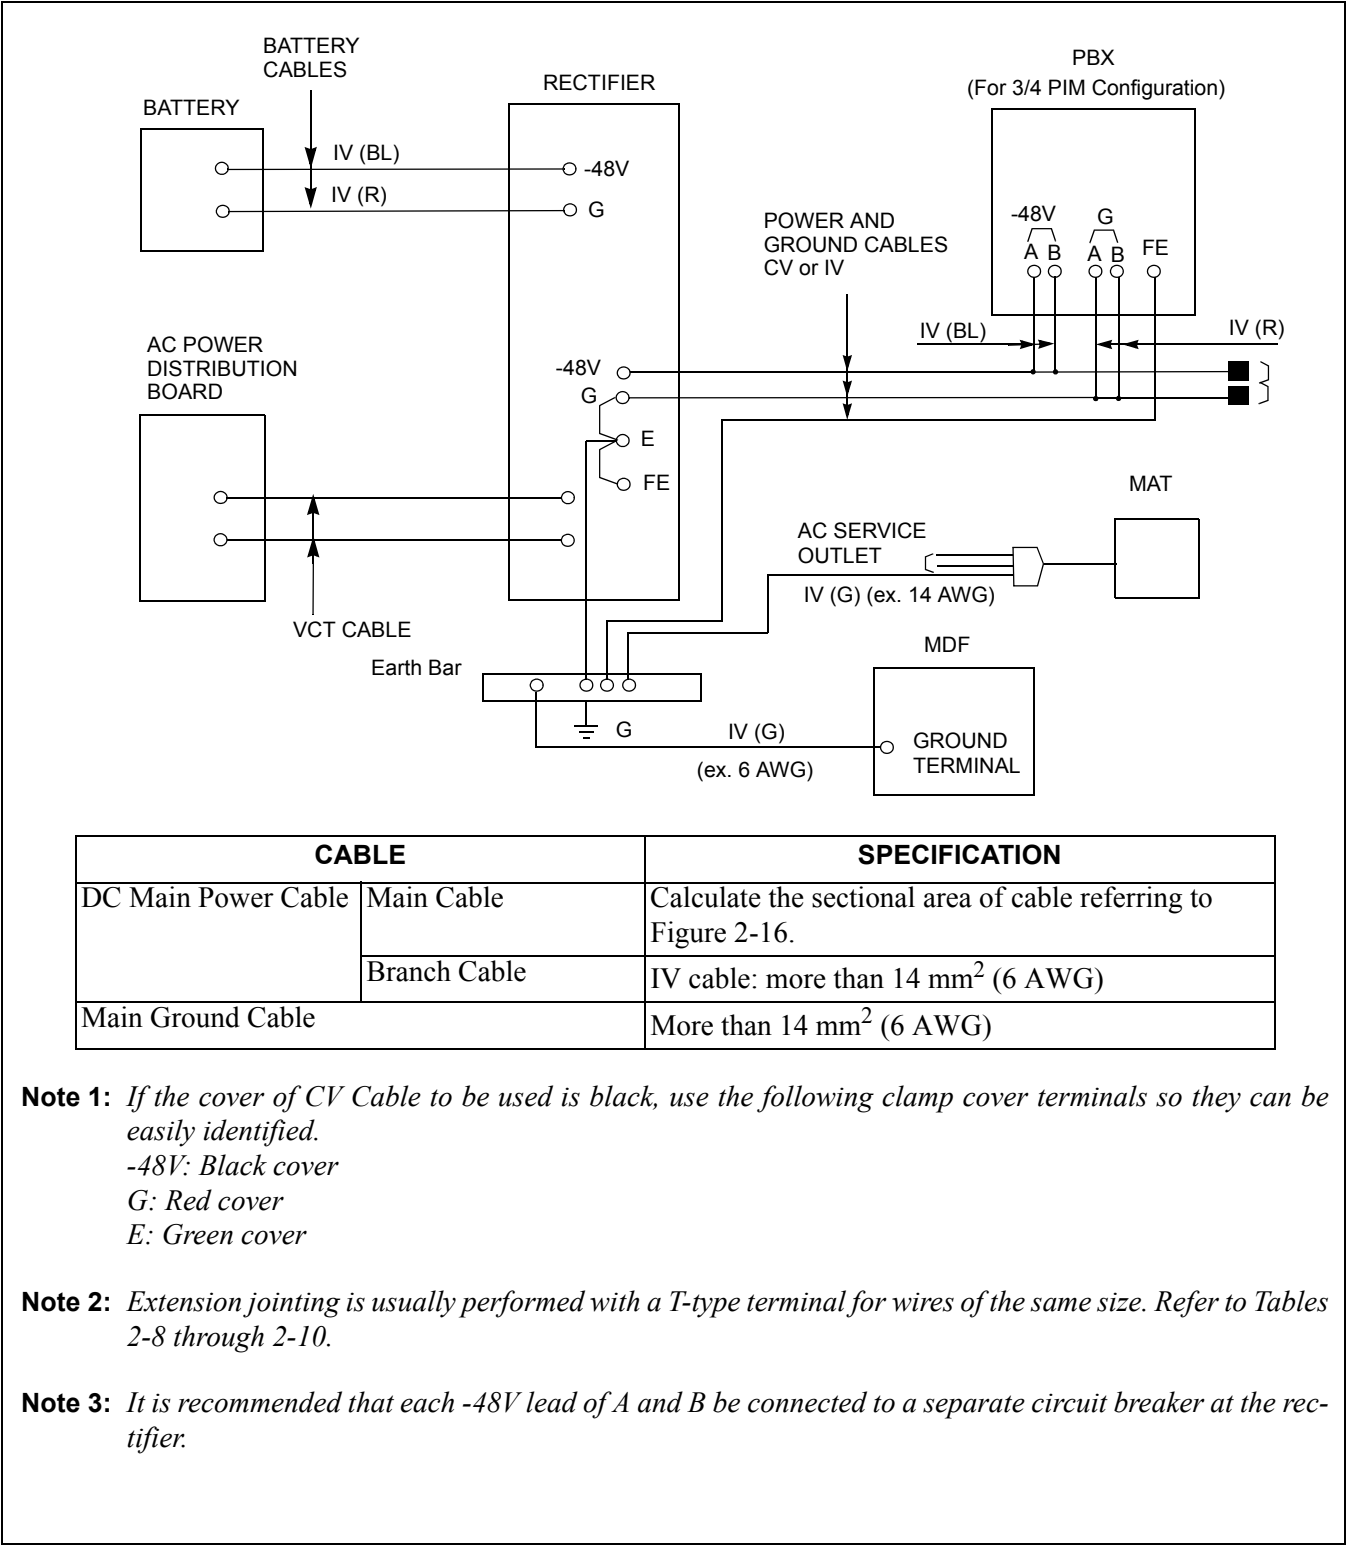 BATTERY
CABLES
BATTERY
RECTIFIER
PBX
(For 3/4 PIM Configuration)
IV (BL)
-48V
IV (R)
G
POWER AND
GROUND CABLES
CV or IV
-48V
G
A B
A B
FE
IV (BL)
IV (R)
AC POWER
DISTRIBUTION
BOARD
-48V
G
E
FE
MAT
AC SERVICE
OUTLET
IV (G) (ex. 14 AWG)
VCT CABLE
Earth Bar
MDF
G
IV (G)
(ex. 6 AWG)
GROUND
TERMINAL
CABLE
SPECIFICATION
DC Main Power Cable
Main Cable
Calculate the sectional area of cable referring to
Figure 2-16.
Branch Cable
IV cable: more than 14 mm2 (6 AWG)
Main Ground Cable
More than 14 mm2 (6 AWG)
Note 1: If the cover of CV Cable to be used is black, use the following clamp cover terminals so they can be
easily identified.
-48V: Black cover
G: Red cover
E: Green cover
Note 2: Extension jointing is usually performed with a T-type terminal for wires of the same size. Refer to Tables
2-8 through 2-10.
Note 3: It is recommended that each -48V lead of A and B be connected to a separate circuit breaker at the rec-
tifier.